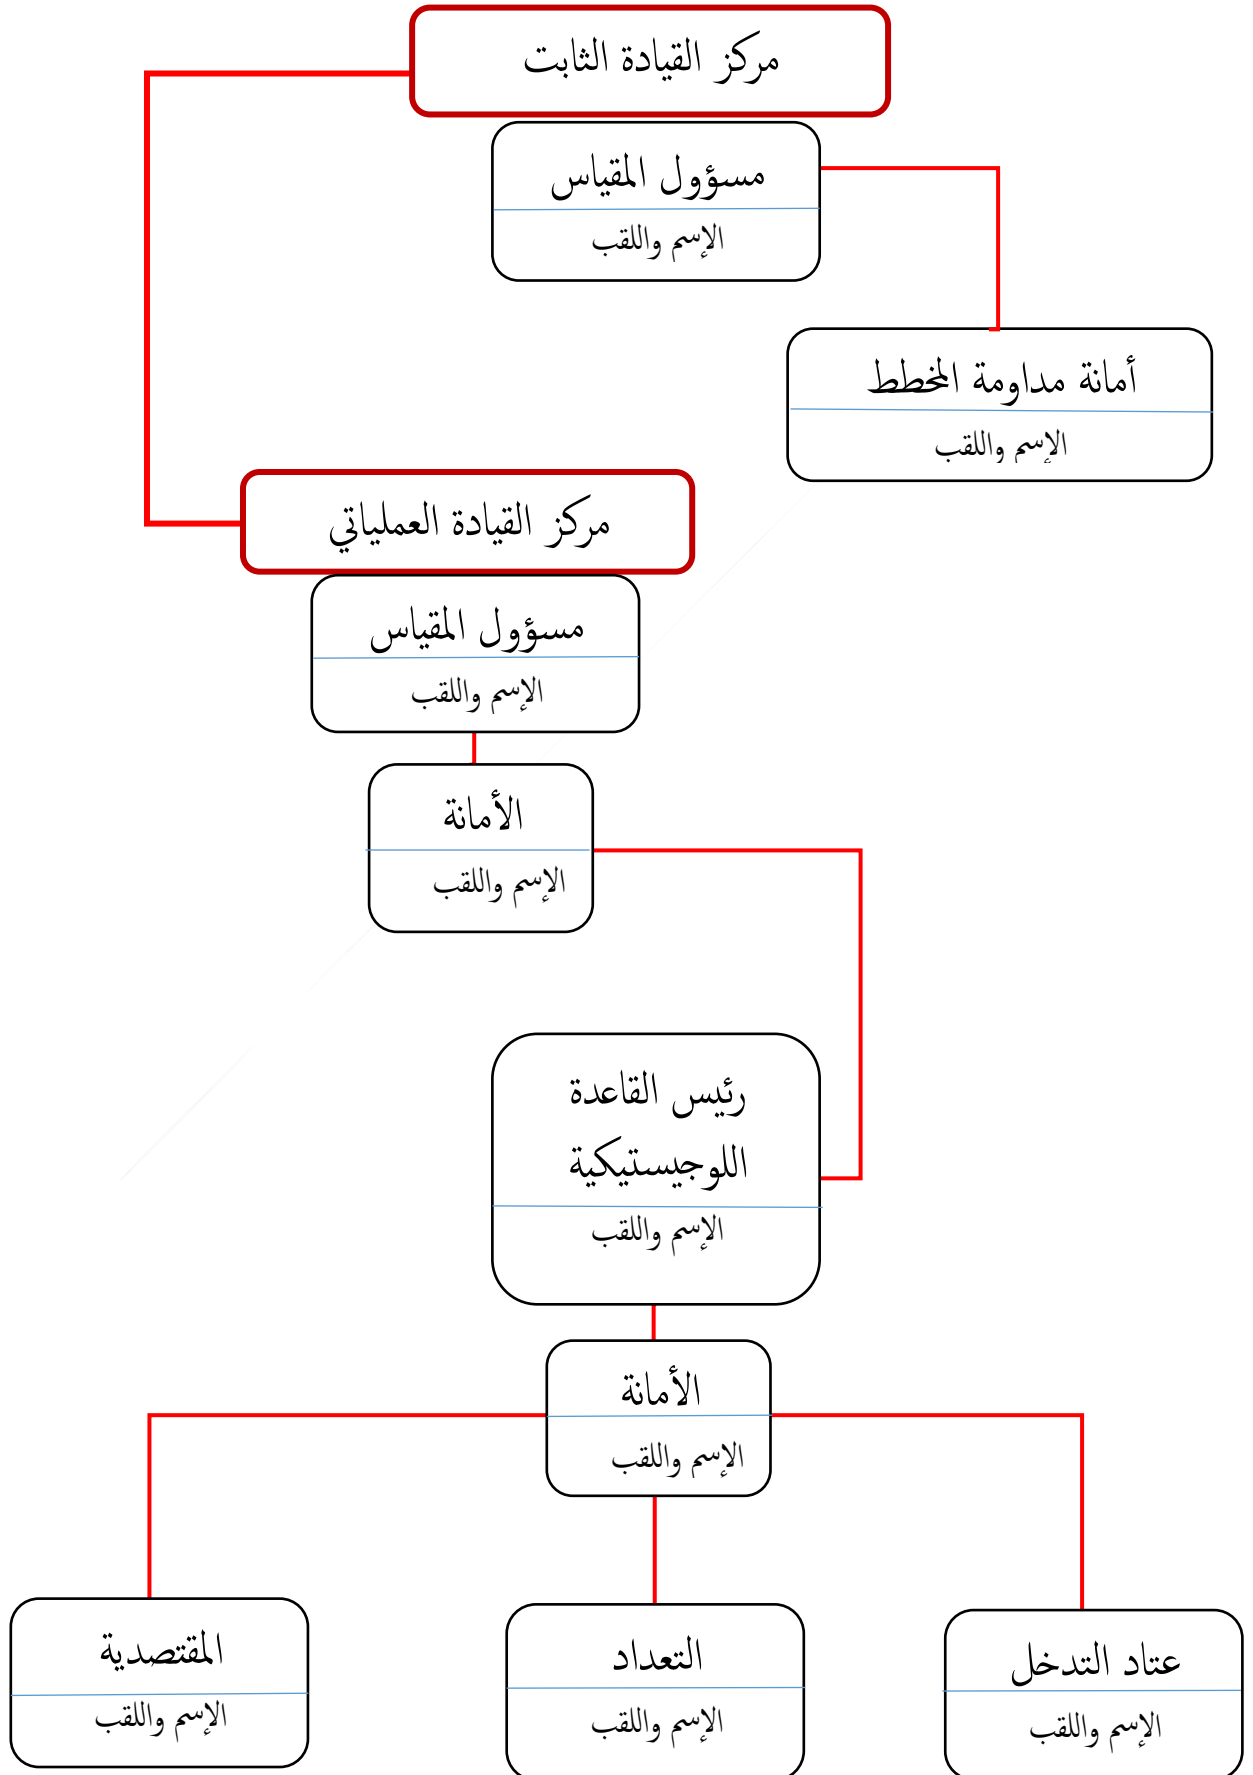 مركز القيادة الثابت
مسؤول المقياس
الإسم واللقب
أمانة مداومة المخطط
الإسم واللقب
مركز القيادة العملياتي
مسؤول المقياس
الإسم واللقب
الأمانة
الإسم واللقب
رئيس القاعدة
اللوجيستيكية
الإسم واللقب
الأمانة
الإسم واللقب
عتاد التدخل
الإسم واللقب
التعداد
الإسم واللقب
المقتصدية
الإسم واللقب